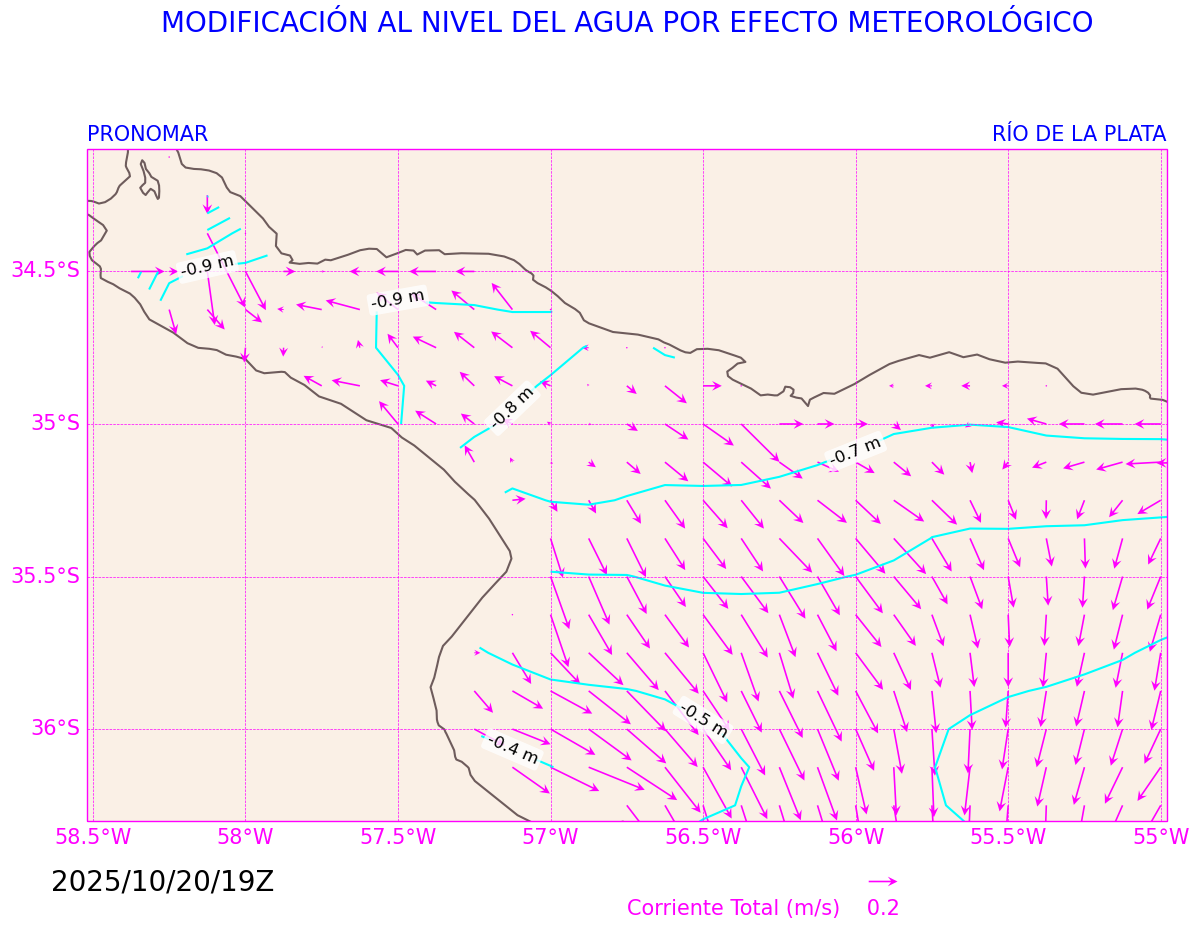 MODIFICACIÓN AL NIVEL DEL AGUA POR EFECTO METEOROLÓGICO
PRONOMAR
RÍO DE LA PLATA
34.5°S
-0.9 m
-0.9 m
-0.8 m
35°S
-0.7 m
35.5°S
-0.5 m
36°S
-0.4 m
58.5°W
58°W
57.5°W
57°W
56.5°W
56°W
55.5°W
55°W
2025/10/20/19Z
Corriente Total (m/s)
0.2